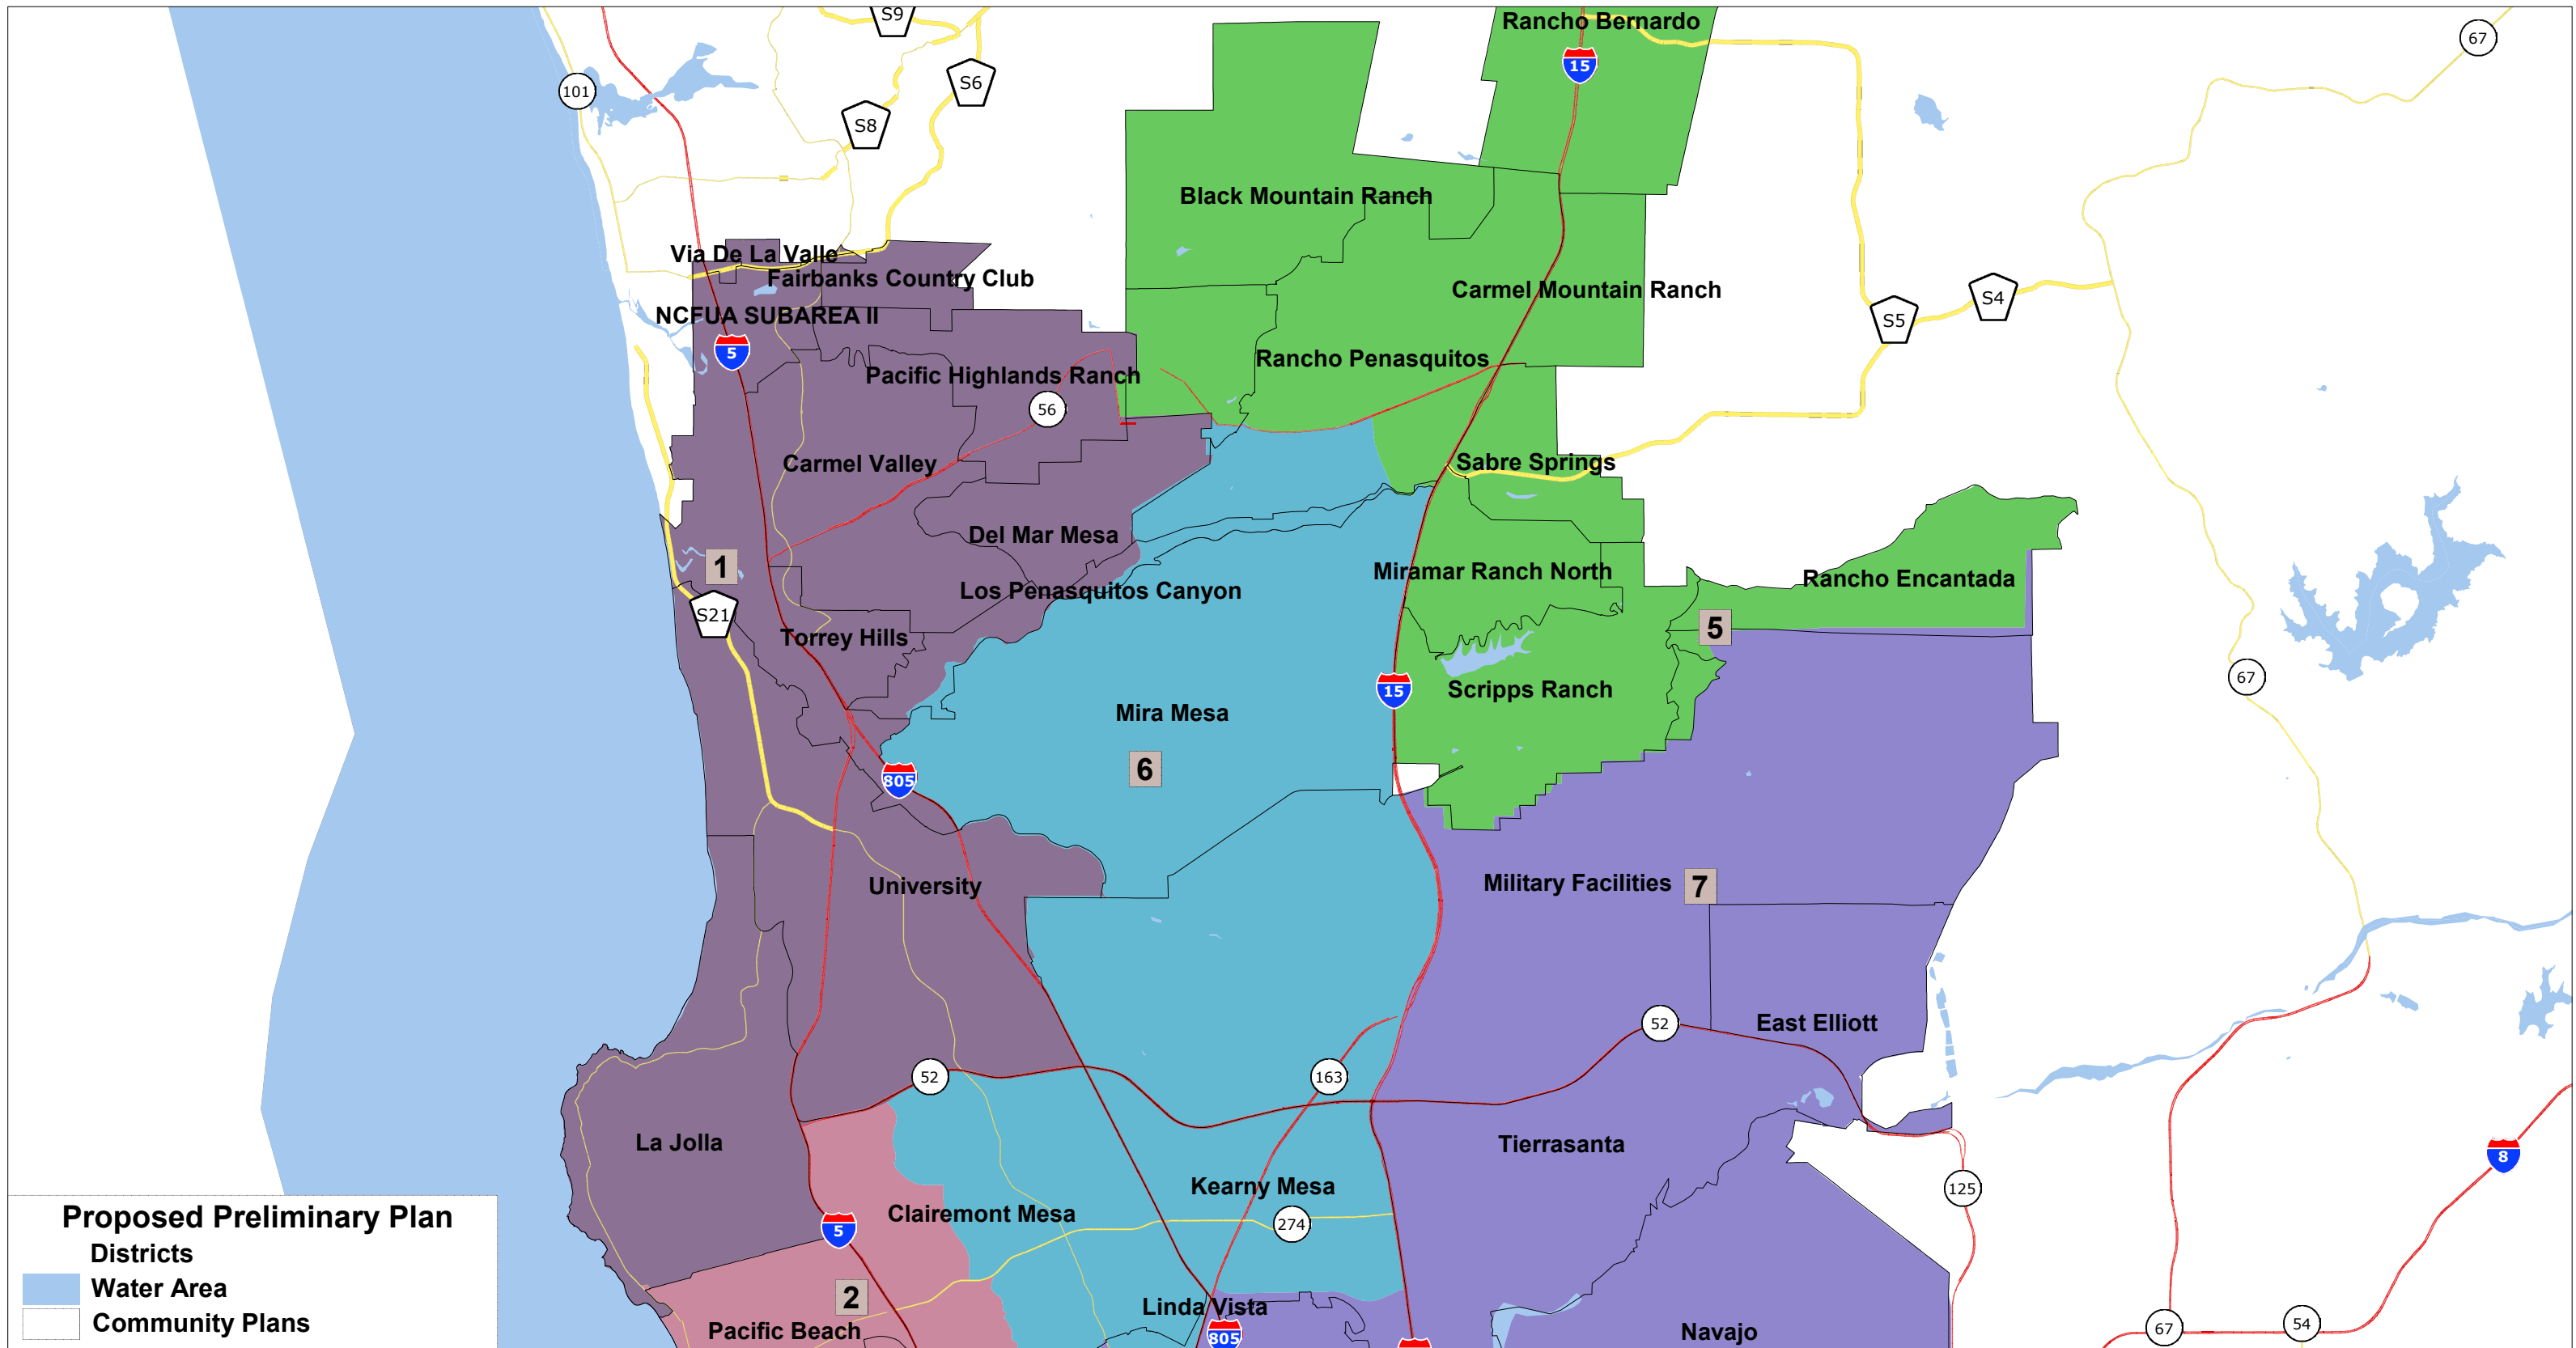 S9
Rancho Bernardo
67
15
S6
101
S8
Black Mountain Ranch
Via De La Valle
Fairbanks Country Club
Carmel Mountain Ranch
S4
NCFUA SUBAREA II
S5
5
Rancho Penasquitos
Pacific Highlands Ranch
56
Carmel Valley
Sabre Springs
Del Mar Mesa
1
Miramar Ranch North
Rancho Encantada
Los Penasquitos Canyon
S21
5
Torrey Hills
67
15
Scripps Ranch
Mira Mesa
6
805
University
Military Facilities
7
52
East Elliott
52
163
La Jolla
Tierrasanta
8
Kearny Mesa
125
Clairemont Mesa
274
5
2
Linda Vista
805
Pacific Beach
Navajo
67
54
Proposed Preliminary Plan
Districts
Water Area
Community Plans